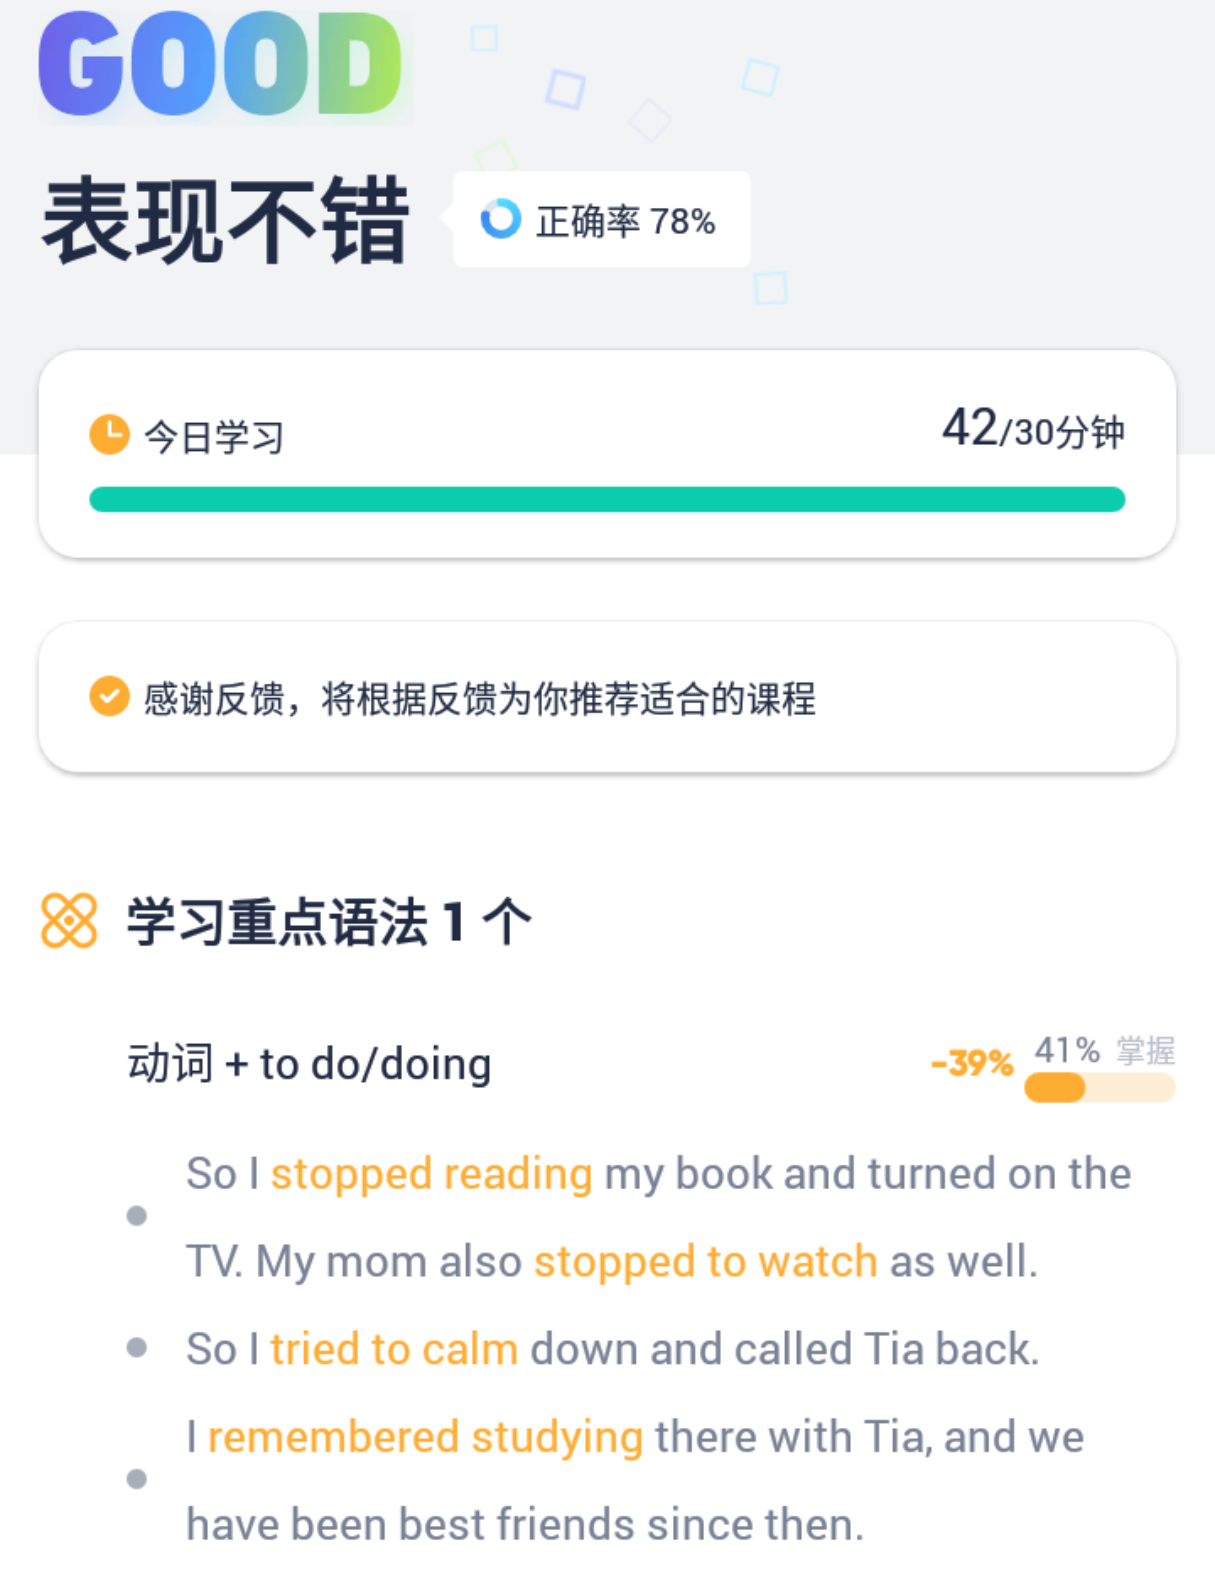 GOOD
表现不错
正确率 78%
今日学习
42/30分钟
感谢反馈，将根据反馈为你推荐适合的课程
学习重点语法 1 个
动词 + to do/doing
-39%
41% 掌握
So I stopped reading my book and turned on the
TV. My mom also stopped to watch as well.
So I tried to calm down and called Tia back.
I remembered studying there with Tia, and we
have been best friends since then.